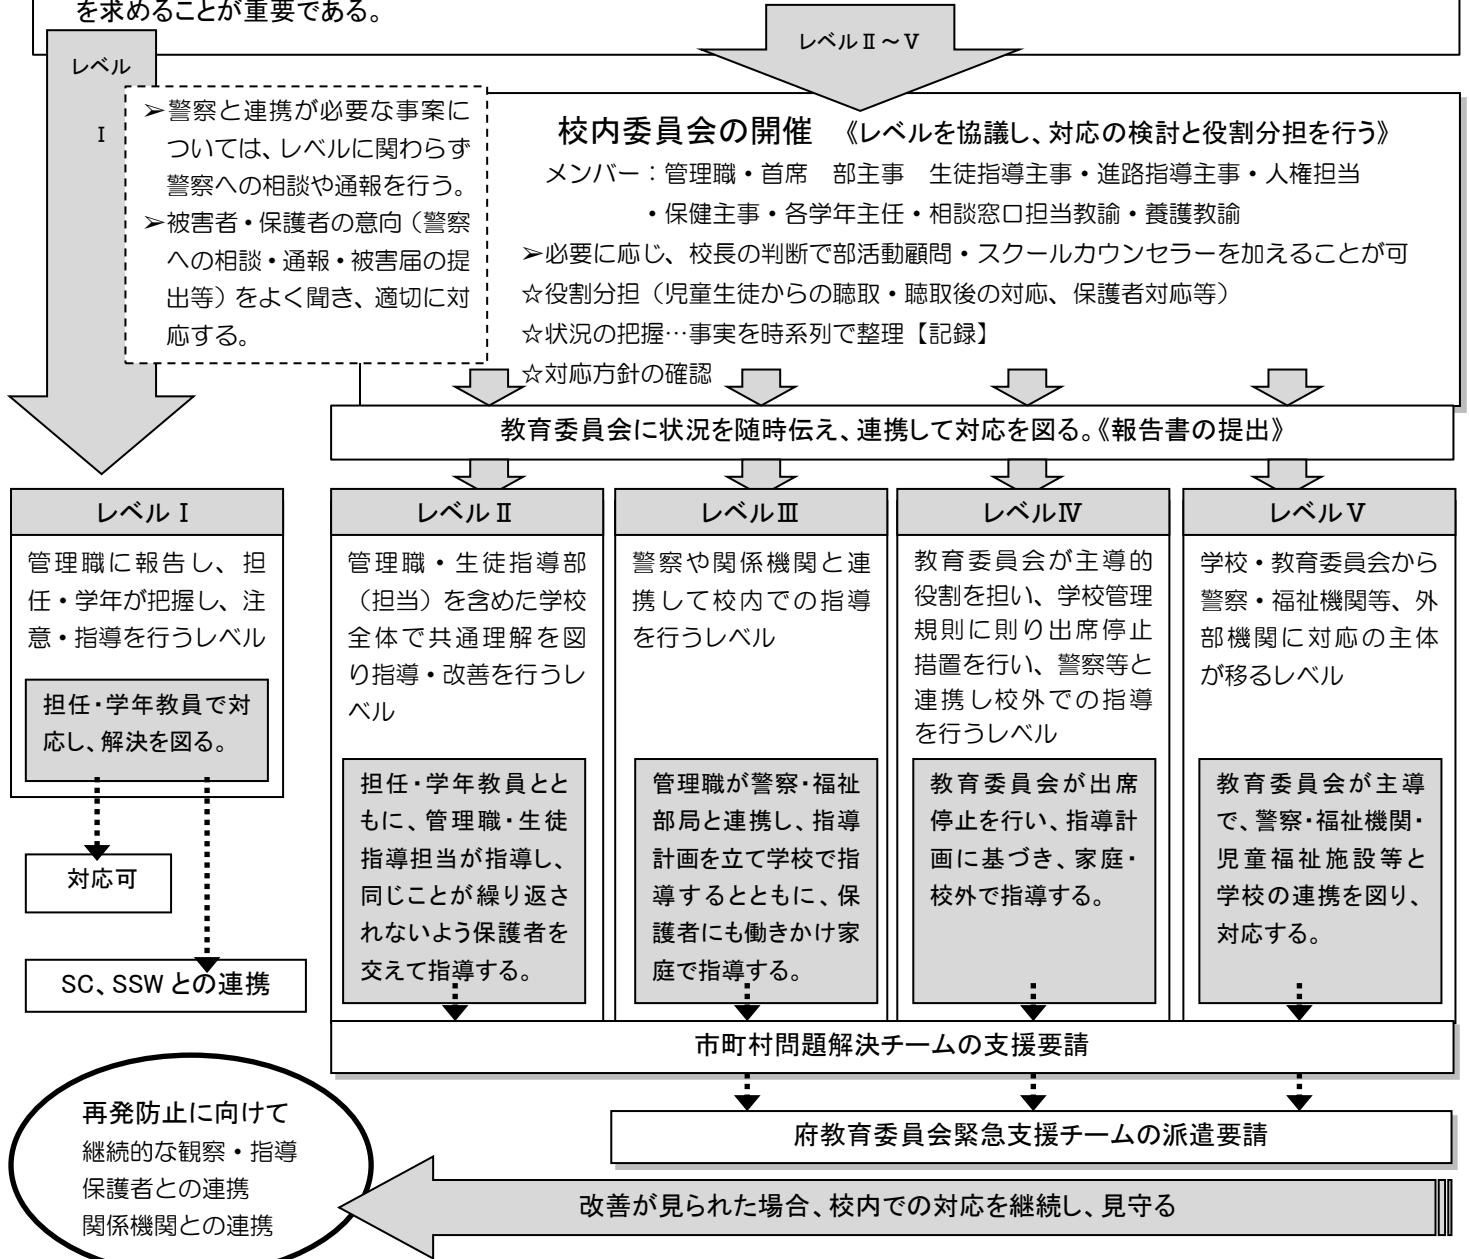 を求めることが重要である。
レベル
Ⅰ
レベルⅡ～Ⅴ
➢警察と連携が必要な事案に
ついては、レベルに関わらず
警察への相談や通報を行う。
➢被害者・保護者の意向（警察
への相談・通報・被害届の提
出等）をよく聞き、適切に対
応する。
校内委員会の開催　《レベルを協議し、対応の検討と役割分担を行う》
メンバー：管理職・首席　部主事　生徒指導主事・進路指導主事・人権担当
・保健主事・各学年主任・相談窓口担当教諭・養護教諭
➢必要に応じ、校長の判断で部活動顧問・スクールカウンセラーを加えることが可
☆役割分担（児童生徒からの聴取・聴取後の対応、保護者対応等）
☆状況の把握…事実を時系列で整理【記録】
☆対応方針の確認
教育委員会に状況を随時伝え、連携して対応を図る。《報告書の提出》
レベルⅠ
管理職に報告し、担
任・学年が把握し、注
意・指導を行うレベル
担任・学年教員で対
応し、解決を図る。
対応可
SC、SSWとの連携
レベルⅡ
管理職・生徒指導部
（担当）を含めた学校
全体で共通理解を図
り指導・改善を行うレ
ベル
担任・学年教員とと
もに、管理職・生徒
指導担当が指導し、
同じことが繰り返さ
れないよう保護者を
交えて指導する。
レベルⅢ
警察や関係機関と連
携して校内での指導
を行うレベル
管理職が警察・福祉
部局と連携し、指導
計画を立て学校で指
導するとともに、保
護者にも働きかけ家
庭で指導する。
レベルⅣ
教育委員会が主導的
役割を担い、学校管理
規則に則り出席停止
措置を行い、警察等と
連携し校外での指導
を行うレベル
教育委員会が出席
停止を行い、指導計
画に基づき、家庭・
校外で指導する。
レベルⅤ
学校・教育委員会から
警察・福祉機関等、外
部機関に対応の主体
が移るレベル
教育委員会が主導
で、警察・福祉機関・
児童福祉施設等と
学校の連携を図り、
対応する。
市町村問題解決チームの支援要請
府教育委員会緊急支援チームの派遣要請
改善が見られた場合、校内での対応を継続し、見守る
再発防止に向けて
継続的な観察・指導
保護者との連携
関係機関との連携